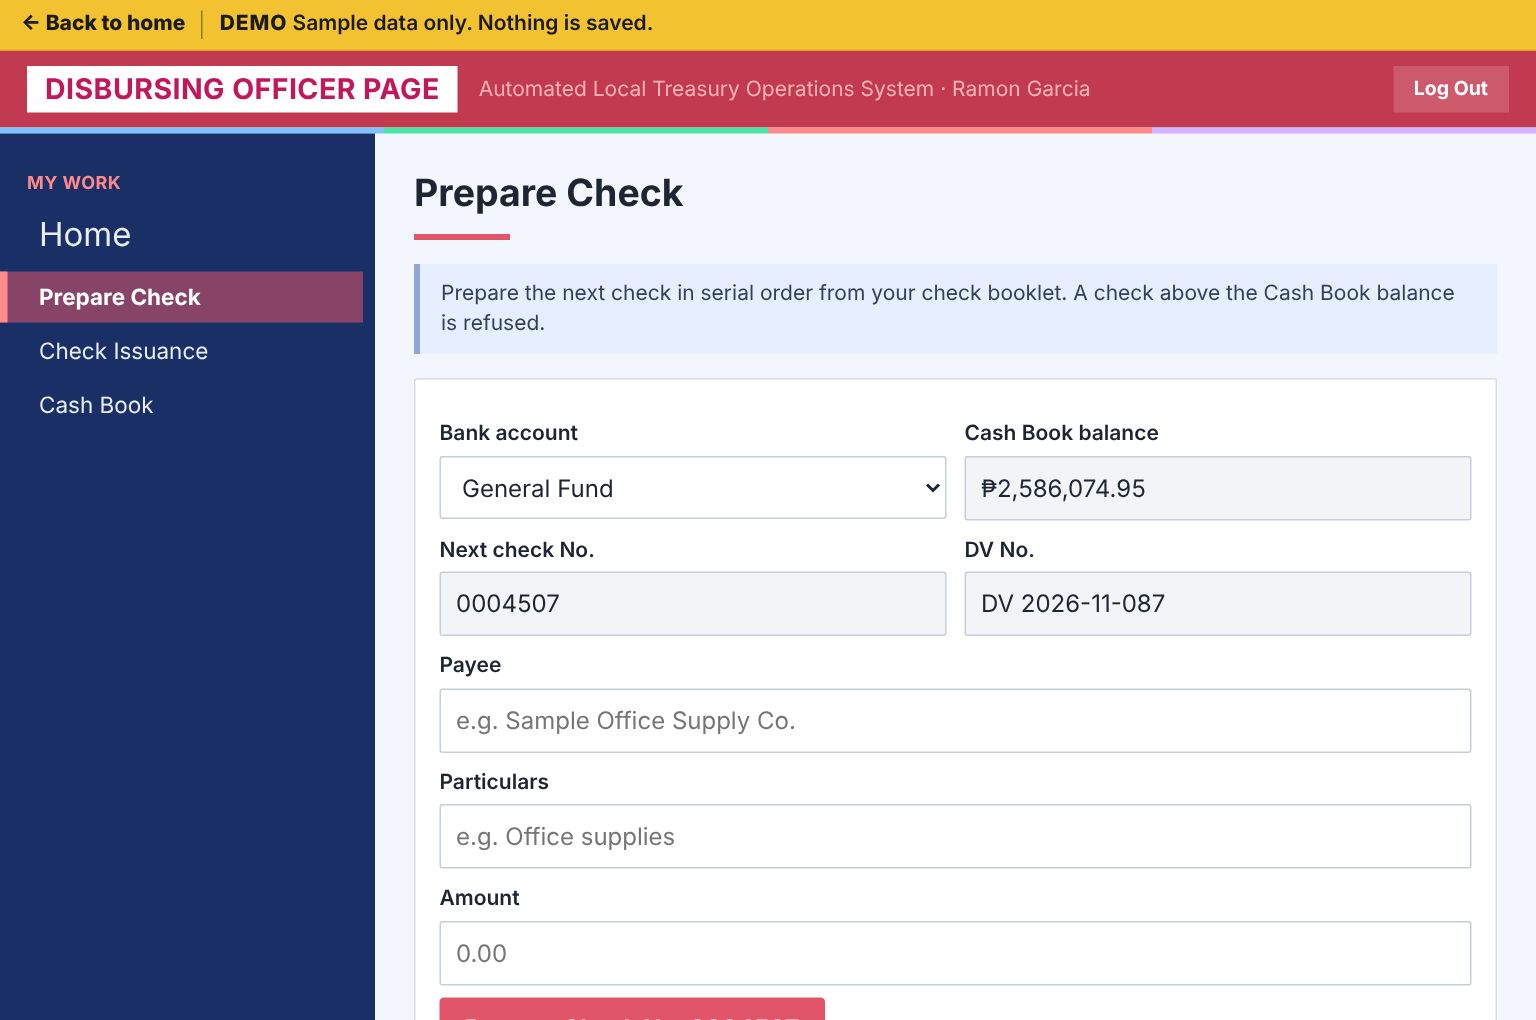 ← Back to home
DEMO Sample data only. Nothing is saved.
DISBURSING OFFICER PAGE
Automated Local Treasury Operations System · Ramon Garcia
Log Out
MY WORK
Home
Prepare Check
Check Issuance
Cash Book
Prepare Check
Prepare the next check in serial order from your check booklet. A check above the Cash Book balance
is refused.
Bank account
Cash Book balance
General Fund
₱2,586,074.95
Next check No.
DV No.
0004507
DV 2026-11-087
Payee
e.g. Sample Office Supply Co.
Particulars
e.g. Office supplies
Amount
0.00